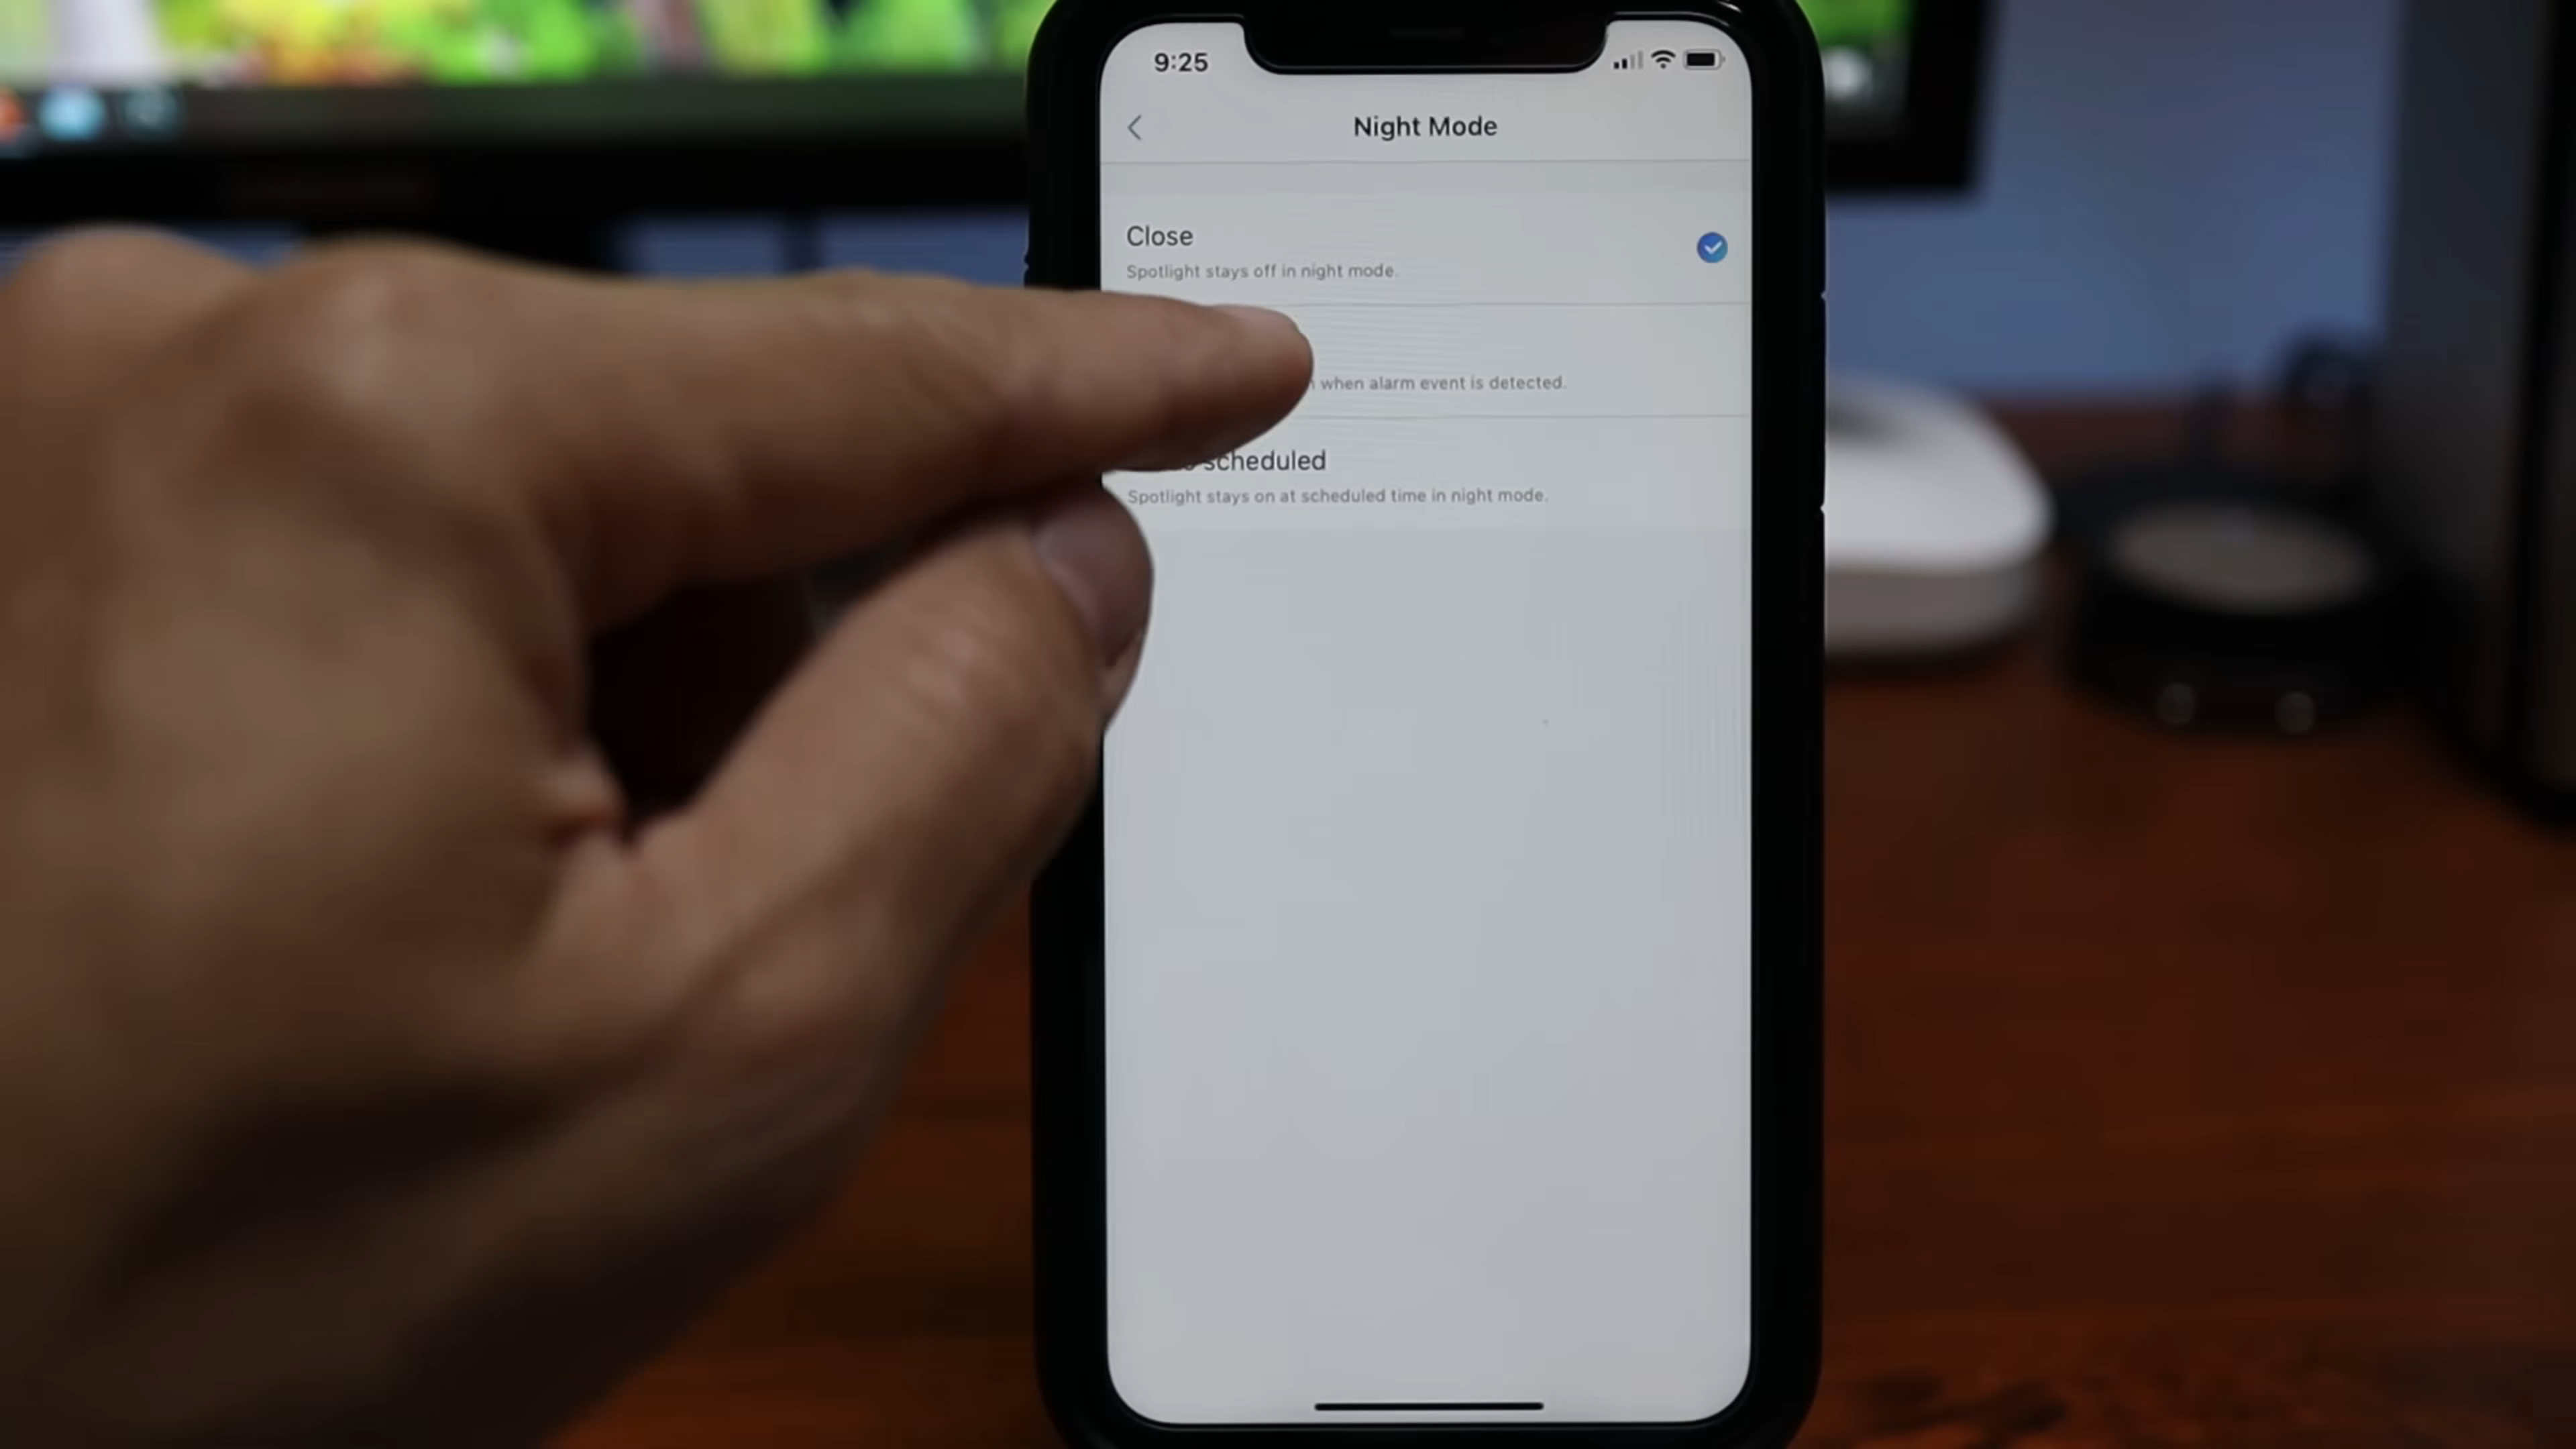 9:25
Night Mode
Close
Spotlight stays off in night mode.
when alarm event is detected.
scheduled
Spotlight stays on at scheduled time in night mode.